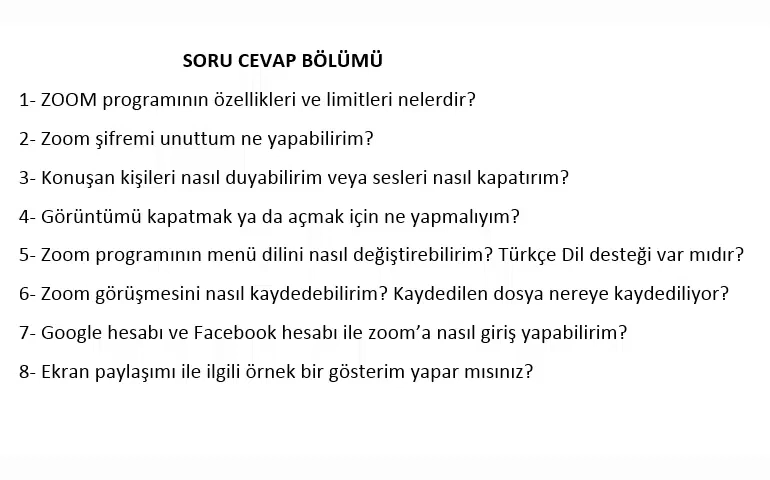 SORU CEVAP BÖLÜMÜ
1- ZOOM programının özellikleri ve limitleri nelerdir?
2- Zoom şifremi unuttum ne yapabilirim?
3- Konuşan kişileri nasıl duyabilirim veya sesleri nasıl kapatırım?
4- Görüntümü kapatmak ya da açmak için ne yapmalıyım?
5- Zoom programının menü dilini nasıl değiştirebilirim? Türkçe Dil desteği var mıdır?
6- Zoom görüşmesini nasıl kaydedebilirim? Kaydedilen dosya nereye kaydediliyor?
7- Google hesabı ve Facebook hesabı ile zoom’a nasıl giriş yapabilirim?
8- Ekran paylaşımı ile ilgili örnek bir gösterim yapar mısınız?